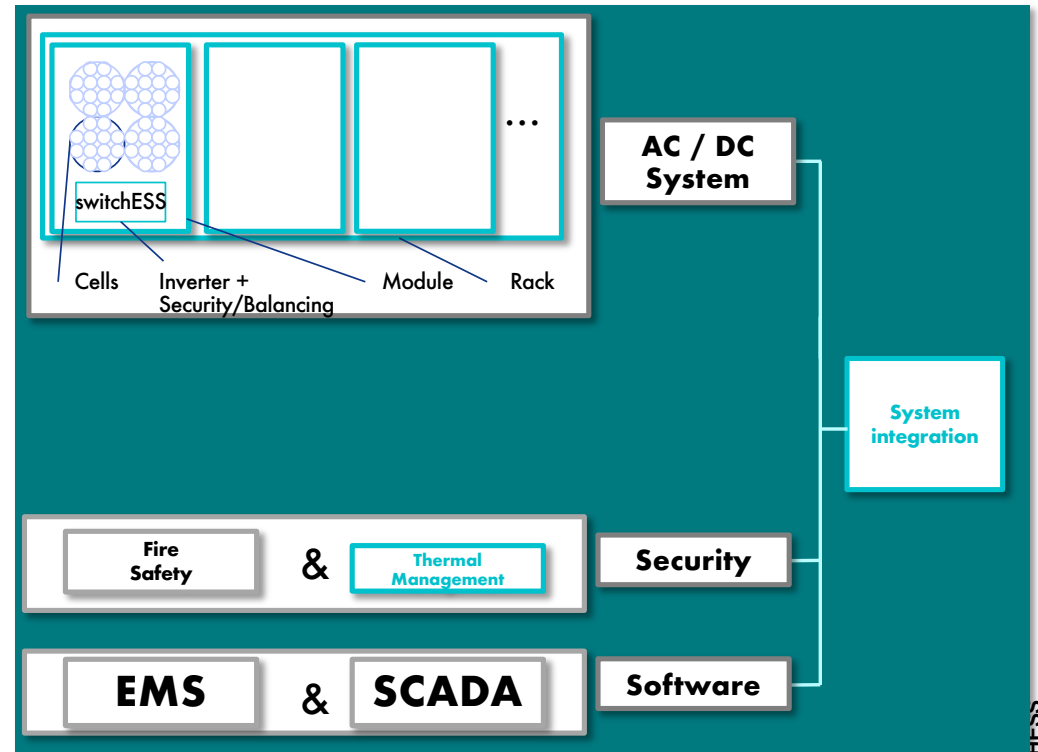 ...
AC / DC
System
switchESS
Cells
Inverter +
Security/Balancing
Module
Rack
System
integration
Fire
Safety
&
Thermal
Management
Security
EMS
&
SCADA
Software